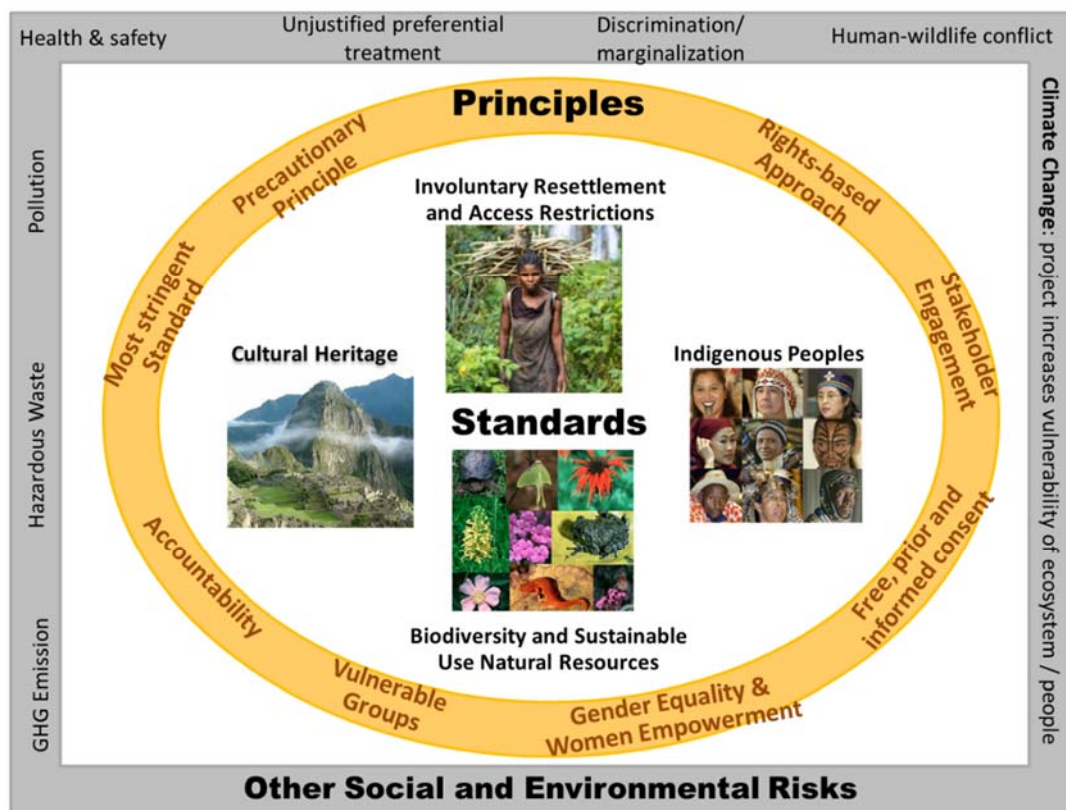 Health & safety
Unjustified preferential
treatment
Discrimination/
marginalization
Human-wildlife conflict
Pollution
Hazardous Waste
GHG Emission
Climate Change: project increases vulnerability of ecosystem / people
Principles
Precautionary
Principle
Rights-based
Approach
Most stringent
Standard
Stakeholder
Engagement
Accountability
Free, prior and
informed consent
Vulnerable
Groups
Gender Equality &
Women Empowerment
Involuntary Resettlement
and Access Restrictions
Cultural Heritage
Indigenous Peoples
Standards
Biodiversity and Sustainable
Use Natural Resources
Other Social and Environmental Risks